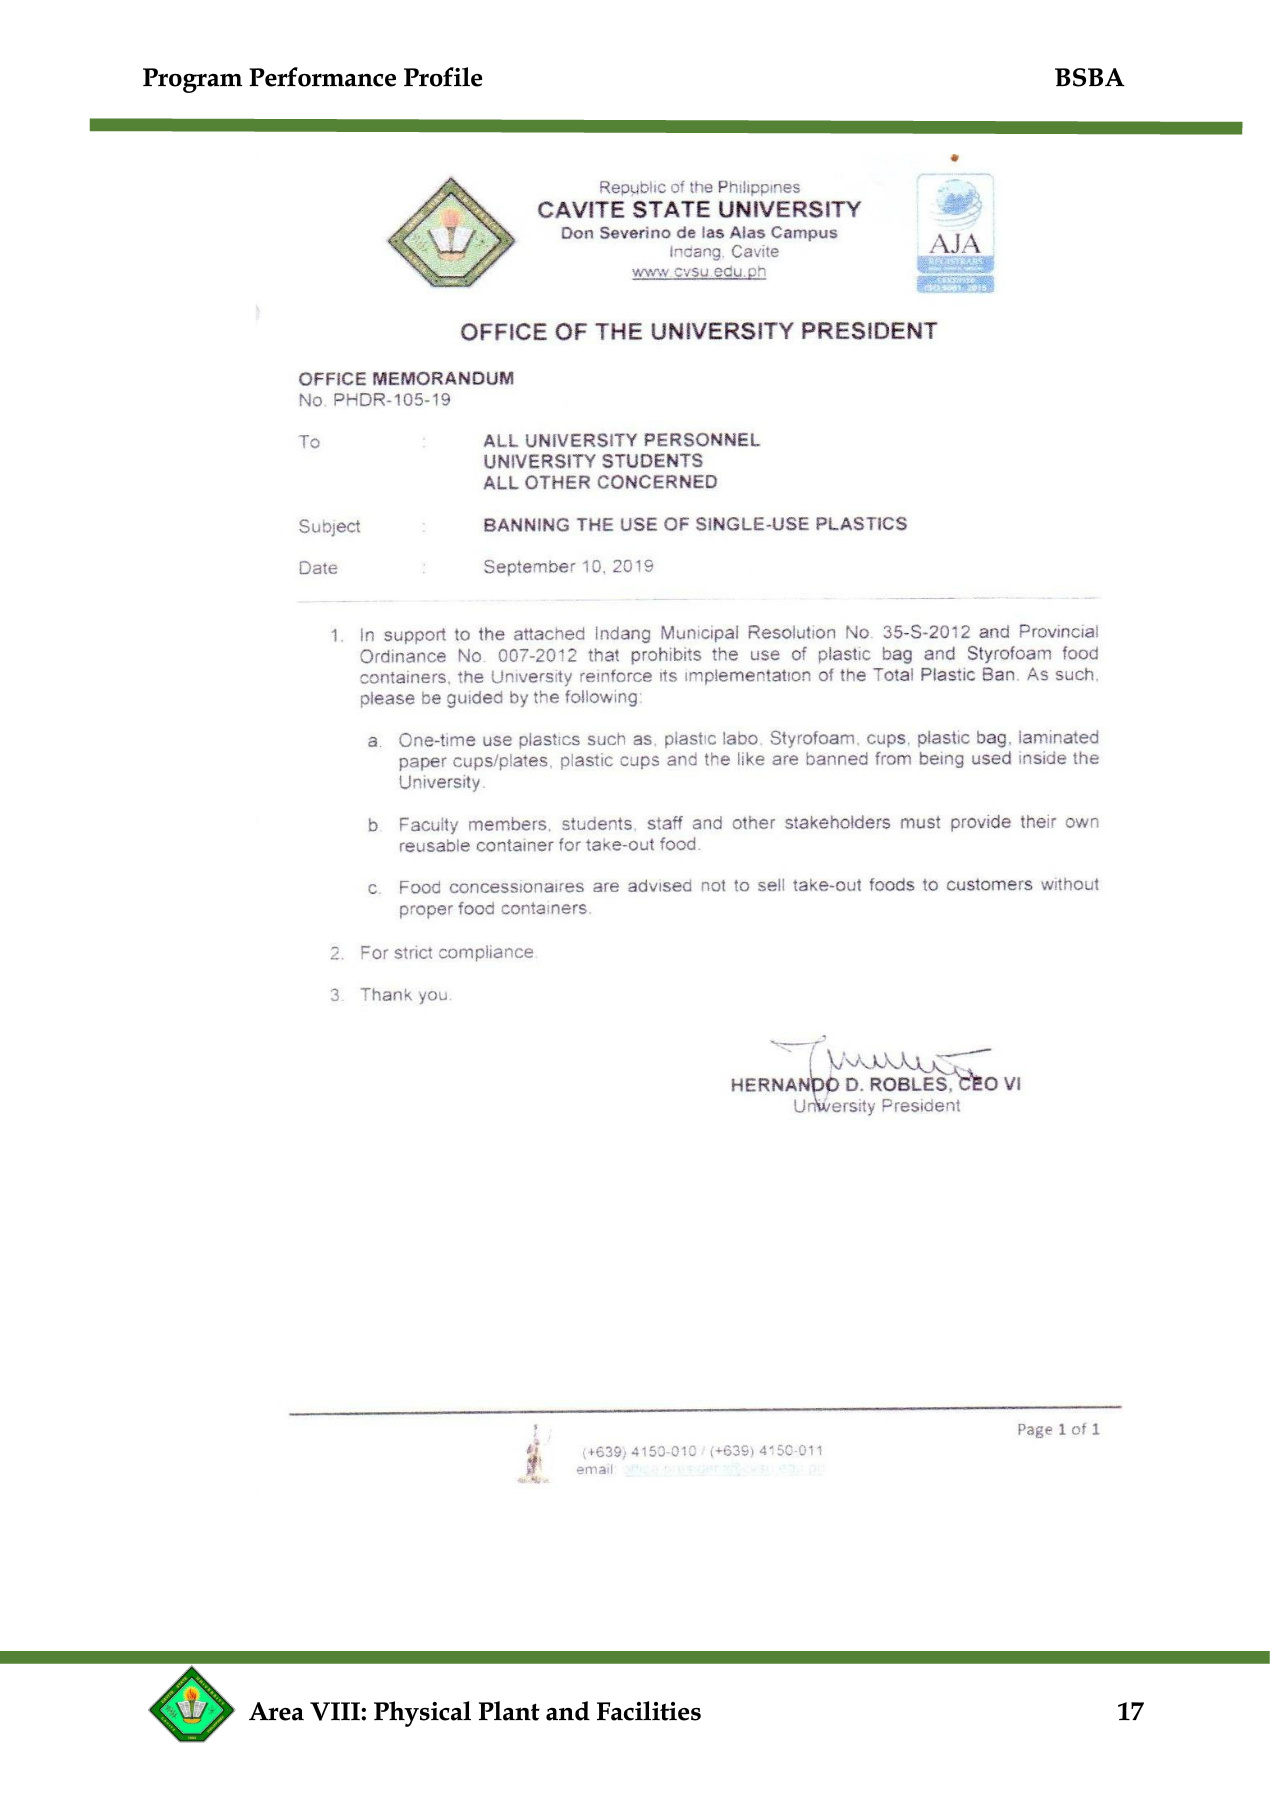 Program Performance Profile BSBA
Republic of the Philippines
CAVITE STATE UNIVERSITY
Don Severino de las Alas Campus
Indang, Cavite
www.cvsu.edu.ph
AJA
REGISTRARS
CERTIFIED
ISO 9001:2015
OFFICE OF THE UNIVERSITY PRESIDENT
OFFICE MEMORANDUM
No. PHDR-105-19
To : ALL UNIVERSITY PERSONNEL
UNIVERSITY STUDENTS
ALL OTHER CONCERNED
Subject : BANNING THE USE OF SINGLE-USE PLASTICS
Date : September 10, 2019
1. In support to the attached Indang Municipal Resolution No. 35-S-2012 and Provincial
Ordinance No. 007-2012 that prohibits the use of plastic bag and Styrofoam food
containers, the University reinforce its implementation of the Total Plastic Ban. As such,
please be guided by the following:
a. One-time use plastics such as, plastic labo, Styrofoam, cups, plastic bag, laminated
paper cups/plates, plastic cups and the like are banned from being used inside the
University.
b. Faculty members, students, staff and other stakeholders must provide their own
reusable container for take-out food.
c. Food concessionaires are advised not to sell take-out foods to customers without
proper food containers.
2. For strict compliance.
3. Thank you.
HERNANDO D. ROBLES, CEO VI
University President
Page 1 of 1
(+639) 4150-010 / (+639) 4150-011
email: office.president@cvsu.edu.ph
Area VIII: Physical Plant and Facilities 17